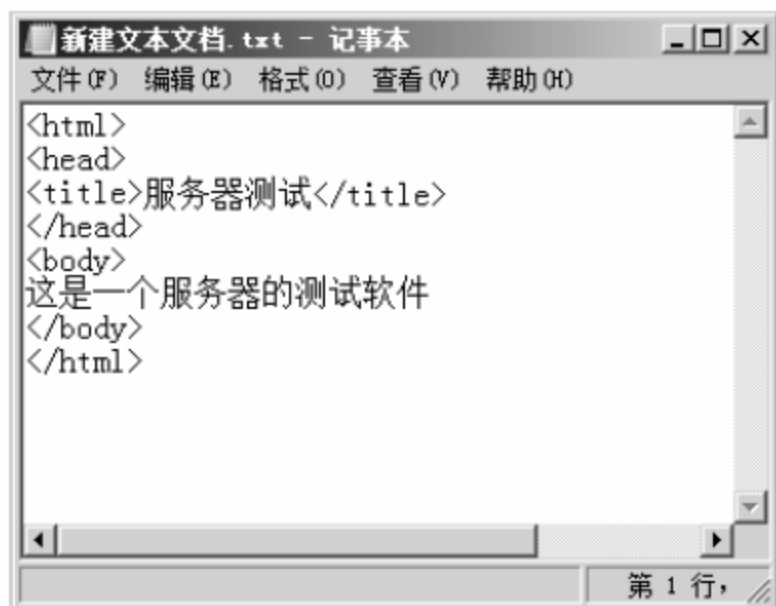 新建文本文档.txt - 记事本
文件(F) 编辑(E) 格式(O) 查看(V) 帮助(H)
<html>
<head>
<title>服务器测试</title>
</head>
<body>
这是一个服务器的测试软件
</body>
</html>
第 1 行，